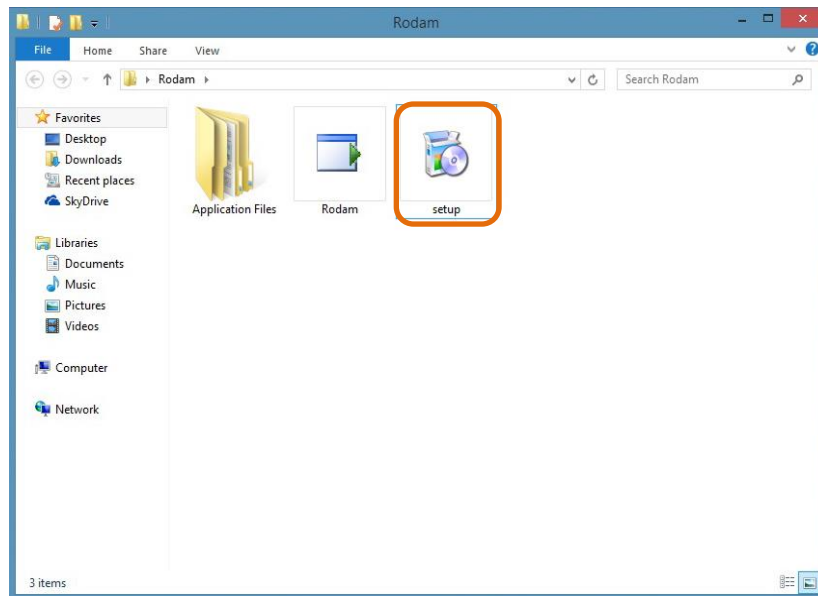 Rodam
File Home Share View
Rodam
Search Rodam
Favorites
Desktop
Downloads
Recent places
SkyDrive
Libraries
Documents
Music
Pictures
Videos
Computer
Network
Application Files
Rodam
setup
3 items